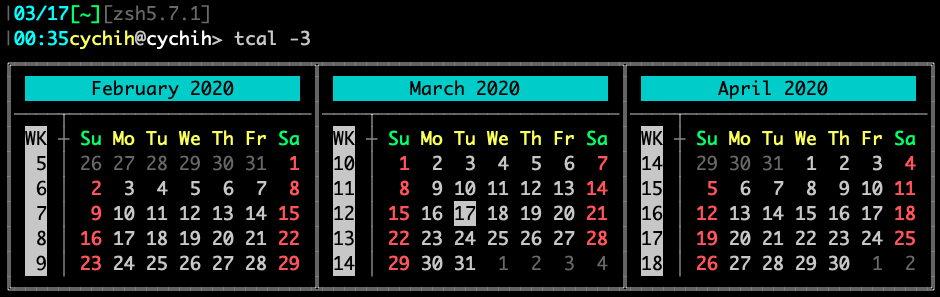 03/17[~][zsh5.7.1]
00:35cychih@cychih> tcal -3
February 2020 March 2020 April 2020
WK Su Mo Tu We Th Fr Sa WK Su Mo Tu We Th Fr Sa WK Su Mo Tu We Th Fr Sa
5 26 27 28 29 30 31 1 10 1 2 3 4 5 6 7 14 29 30 31 1 2 3 4
6 2 3 4 5 6 7 8 11 8 9 10 11 12 13 14 15 5 6 7 8 9 10 11
7 9 10 11 12 13 14 15 12 15 16 17 18 19 20 21 16 12 13 14 15 16 17 18
8 16 17 18 19 20 21 22 13 22 23 24 25 26 27 28 17 19 20 21 22 23 24 25
9 23 24 25 26 27 28 29 14 29 30 31 1 2 3 4 18 26 27 28 29 30 1 2